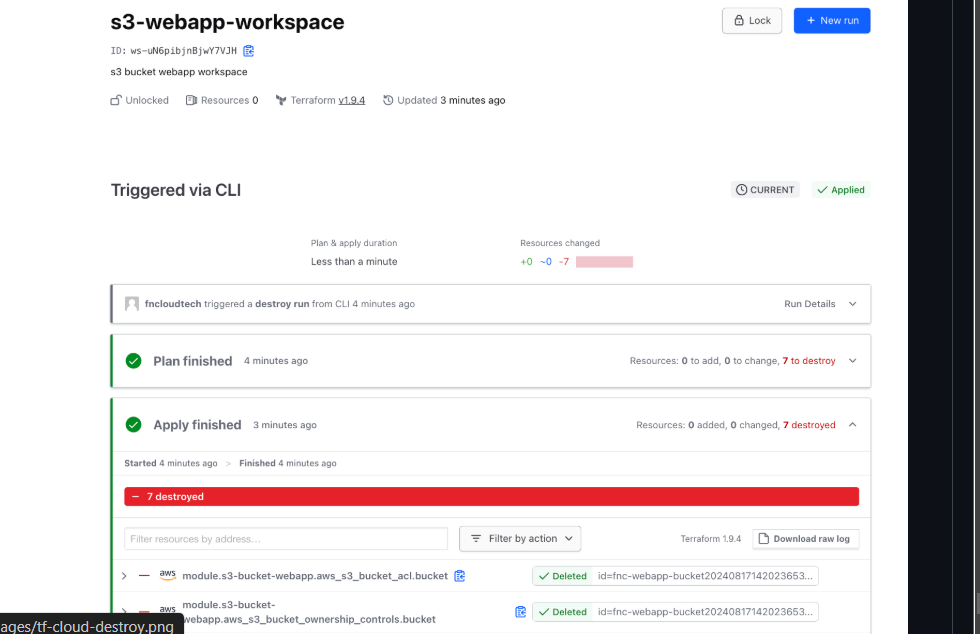 s3-webapp-workspace
Lock
+ New run
ID: ws-uN6pibjnBjwY7VJH
s3 bucket webapp workspace
Unlocked Resources 0 Terraform v1.9.4 Updated 3 minutes ago
Triggered via CLI
CURRENT
Applied
Plan & apply duration
Less than a minute
Resources changed
+0 ~0 -7
fncloudtech triggered a destroy run from CLI 4 minutes ago
Run Details
Plan finished 4 minutes ago
Resources: 0 to add, 0 to change, 7 to destroy
Apply finished 3 minutes ago
Resources: 0 added, 0 changed, 7 destroyed
Started 4 minutes ago > Finished 4 minutes ago
− 7 destroyed
Filter resources by address...
Filter by action
Terraform 1.9.4
Download raw log
aws module.s3-bucket-webapp.aws_s3_bucket_acl.bucket
Deleted id=fnc-webapp-bucket20240817142023653...
aws module.s3-bucket-
webapp.aws_s3_bucket_ownership_controls.bucket
Deleted id=fnc-webapp-bucket20240817142023653...
ages/tf-cloud-destroy.png